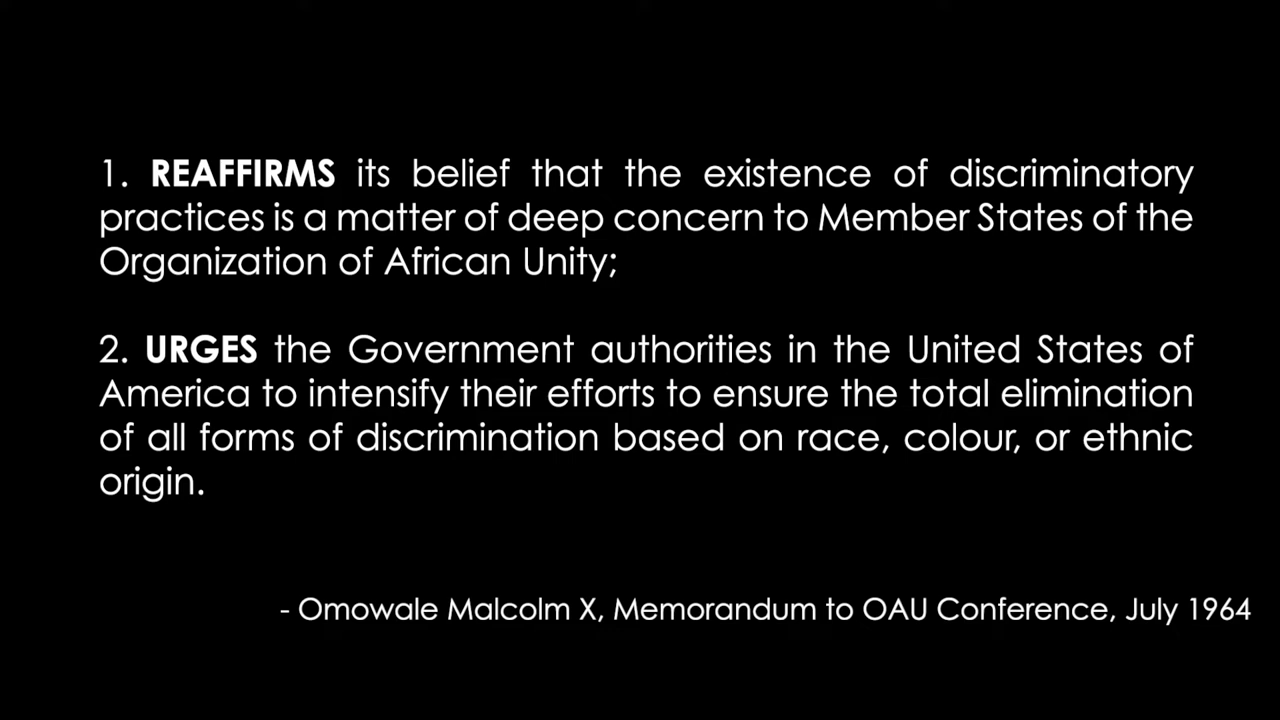 1. REAFFIRMS its belief that the existence of discriminatory
practices is a matter of deep concern to Member States of the
Organization of African Unity;
2. URGES the Government authorities in the United States of
America to intensify their efforts to ensure the total elimination
of all forms of discrimination based on race, colour, or ethnic
origin.
- Omowale Malcolm X, Memorandum to OAU Conference, July 1964